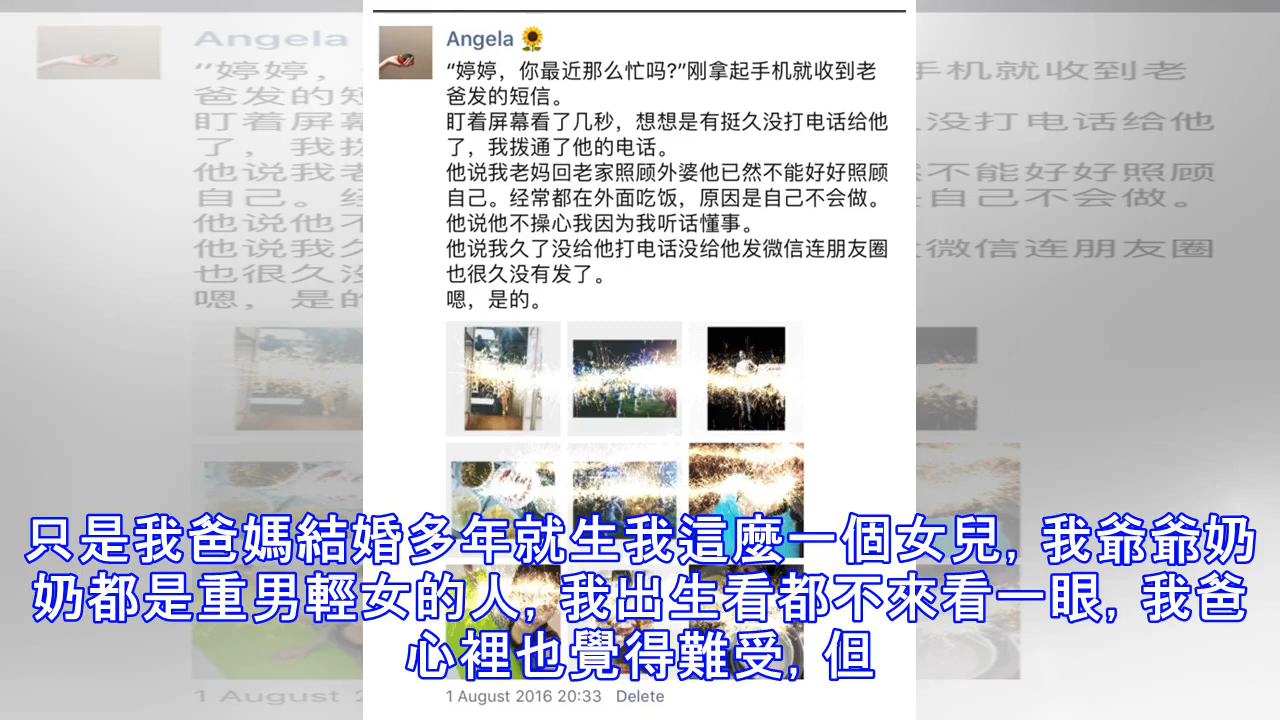 Angela 🌻
“婷婷，你最近那么忙吗?”刚拿起手机就收到老
爸发的短信。
盯着屏幕看了几秒，想想是有挺久没打电话给他
了，我拨通了他的电话。
他说我老妈回老家照顾外婆他已然不能好好照顾
自己。经常都在外面吃饭，原因是自己不会做。
他说他不操心我因为我听话懂事。
他说我久了没给他打电话没给他发微信连朋友圈
也很久没有发了。
嗯，是的。
只是我爸媽結婚多年就生我這麼一個女兒, 我爺爺奶
奶都是重男輕女的人, 我出生看都不來看一眼, 我爸
心裡也覺得難受, 但
1 August 2016 20:33 Delete